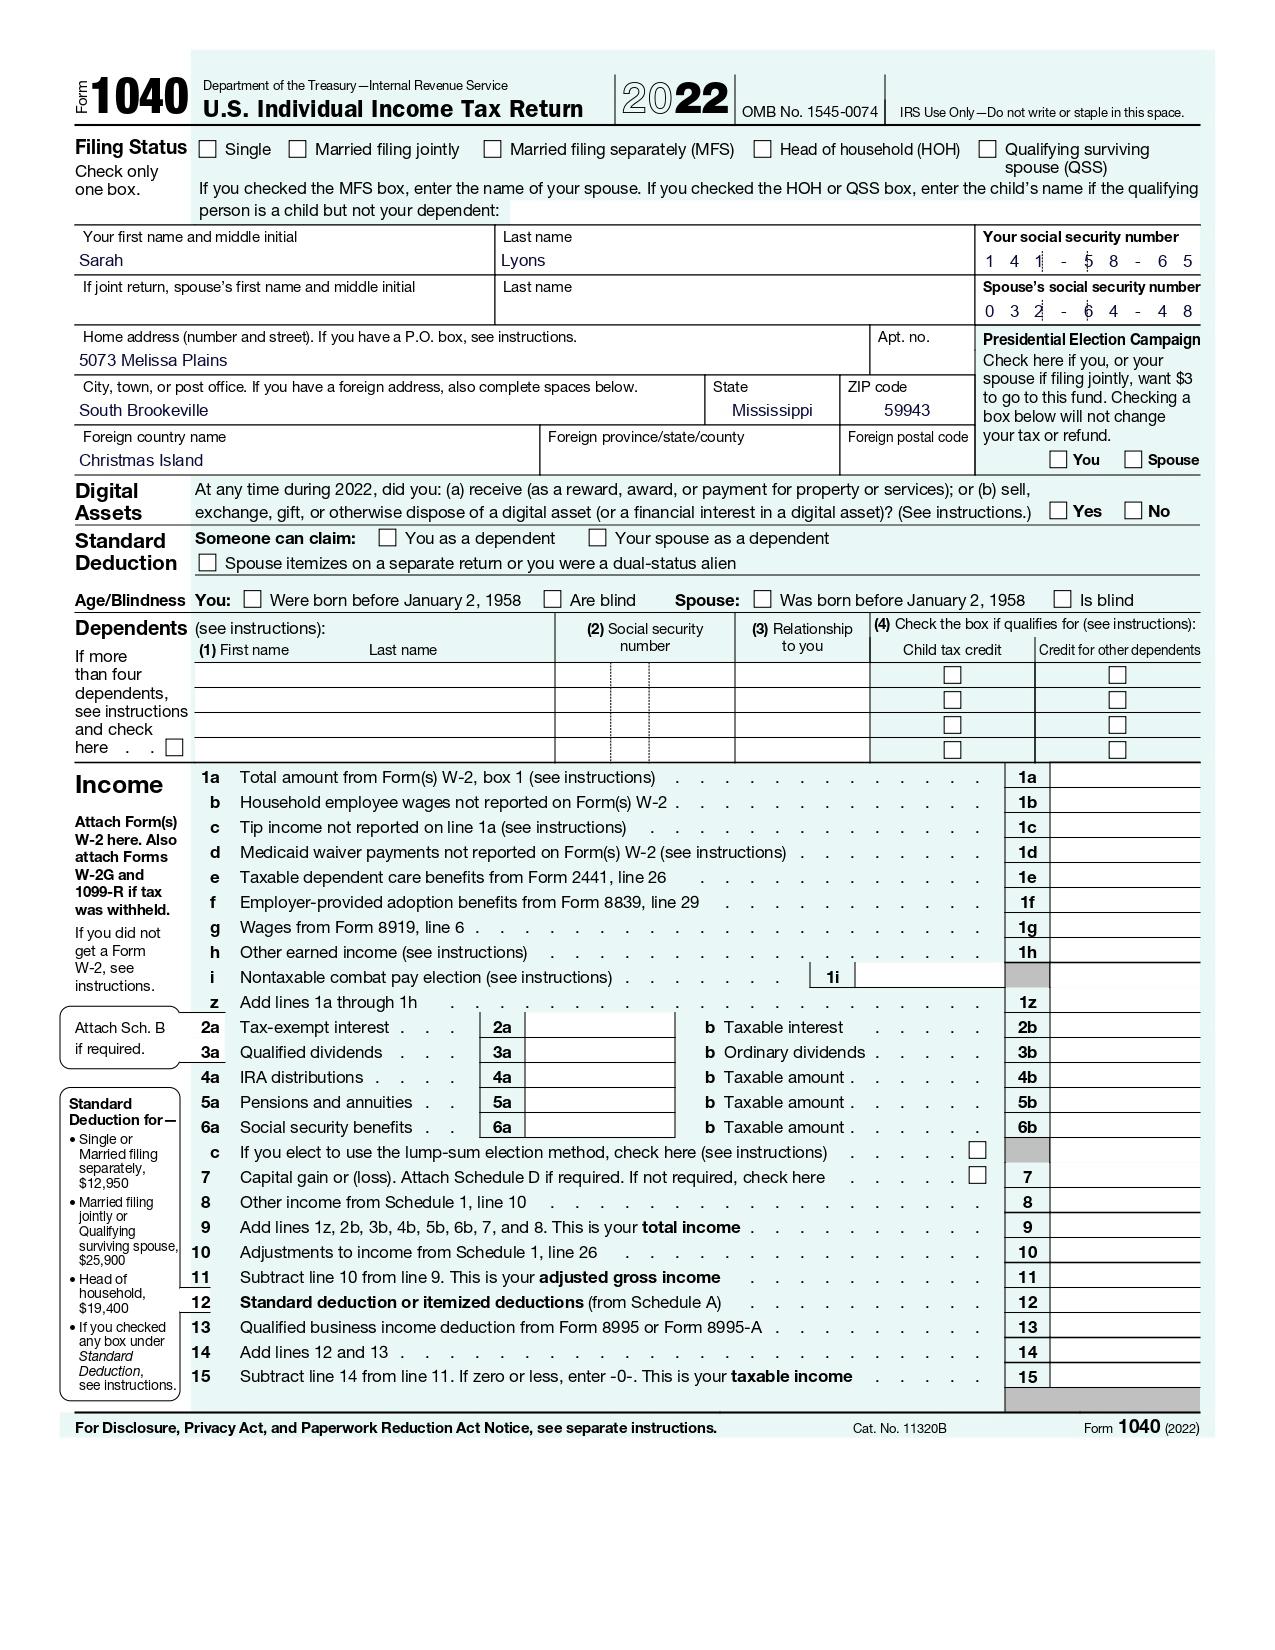 Form 1040 Department of the Treasury—Internal Revenue Service
U.S. Individual Income Tax Return 2022 OMB No. 1545-0074 IRS Use Only—Do not write or staple in this space.
Filing Status Single Married filing jointly Married filing separately (MFS) Head of household (HOH) Qualifying surviving
spouse (QSS)
Check only
one box.
If you checked the MFS box, enter the name of your spouse. If you checked the HOH or QSS box, enter the child’s name if the qualifying
person is a child but not your dependent:
Your first name and middle initial Last name Your social security number
Sarah Lyons 1 4 1 - 5 8 - 6 5
If joint return, spouse’s first name and middle initial Last name Spouse’s social security number
0 3 2 - 6 4 - 4 8
Home address (number and street). If you have a P.O. box, see instructions. Apt. no.
5073 Melissa Plains
City, town, or post office. If you have a foreign address, also complete spaces below. State ZIP code
South Brookeville Mississippi 59943
Foreign country name Foreign province/state/county Foreign postal code
Christmas Island
Presidential Election Campaign
Check here if you, or your
spouse if filing jointly, want $3
to go to this fund. Checking a
box below will not change
your tax or refund.
You Spouse
Digital
Assets
At any time during 2022, did you: (a) receive (as a reward, award, or payment for property or services); or (b) sell,
exchange, gift, or otherwise dispose of a digital asset (or a financial interest in a digital asset)? (See instructions.) Yes No
Standard
Deduction
Someone can claim: You as a dependent Your spouse as a dependent
Spouse itemizes on a separate return or you were a dual-status alien
Age/Blindness You: Were born before January 2, 1958 Are blind Spouse: Was born before January 2, 1958 Is blind
Dependents (see instructions):
(1) First name Last name
(2) Social security
number
(3) Relationship
to you
(4) Check the box if qualifies for (see instructions):
Child tax credit Credit for other dependents
If more
than four
dependents,
see instructions
and check
here . .
Income
Attach Form(s)
W-2 here. Also
attach Forms
W-2G and
1099-R if tax
was withheld.
If you did not
get a Form
W-2, see
instructions.
1a Total amount from Form(s) W-2, box 1 (see instructions) . . . . . . . . . . . . . 1a
b Household employee wages not reported on Form(s) W-2 . . . . . . . . . . . . . 1b
c Tip income not reported on line 1a (see instructions) . . . . . . . . . . . . . . 1c
d Medicaid waiver payments not reported on Form(s) W-2 (see instructions) . . . . . . . . 1d
e Taxable dependent care benefits from Form 2441, line 26 . . . . . . . . . . . . 1e
f Employer-provided adoption benefits from Form 8839, line 29 . . . . . . . . . . . 1f
g Wages from Form 8919, line 6 . . . . . . . . . . . . . . . . . . . . . 1g
h Other earned income (see instructions) . . . . . . . . . . . . . . . . . . 1h
i Nontaxable combat pay election (see instructions) . . . . . . . 1i
z Add lines 1a through 1h . . . . . . . . . . . . . . . . . . . . . . 1z
Attach Sch. B
if required.
2a Tax-exempt interest . . . 2a b Taxable interest . . . . . 2b
3a Qualified dividends . . . 3a b Ordinary dividends . . . . . 3b
4a IRA distributions . . . . 4a b Taxable amount . . . . . . 4b
5a Pensions and annuities . . 5a b Taxable amount . . . . . . 5b
6a Social security benefits . . 6a b Taxable amount . . . . . . 6b
c If you elect to use the lump-sum election method, check here (see instructions) . . . . .
7 Capital gain or (loss). Attach Schedule D if required. If not required, check here . . . . . 7
8 Other income from Schedule 1, line 10 . . . . . . . . . . . . . . . . . . 8
9 Add lines 1z, 2b, 3b, 4b, 5b, 6b, 7, and 8. This is your total income . . . . . . . . . . 9
10 Adjustments to income from Schedule 1, line 26 . . . . . . . . . . . . . . . 10
11 Subtract line 10 from line 9. This is your adjusted gross income . . . . . . . . . . 11
12 Standard deduction or itemized deductions (from Schedule A) . . . . . . . . . . 12
13 Qualified business income deduction from Form 8995 or Form 8995-A . . . . . . . . . 13
14 Add lines 12 and 13 . . . . . . . . . . . . . . . . . . . . . . . . 14
15 Subtract line 14 from line 11. If zero or less, enter -0-. This is your taxable income . . . . . 15
Standard
Deduction for—
• Single or
Married filing
separately,
$12,950
• Married filing
jointly or
Qualifying
surviving spouse,
$25,900
• Head of
household,
$19,400
• If you checked
any box under
Standard
Deduction,
see instructions.
For Disclosure, Privacy Act, and Paperwork Reduction Act Notice, see separate instructions. Cat. No. 11320B Form 1040 (2022)